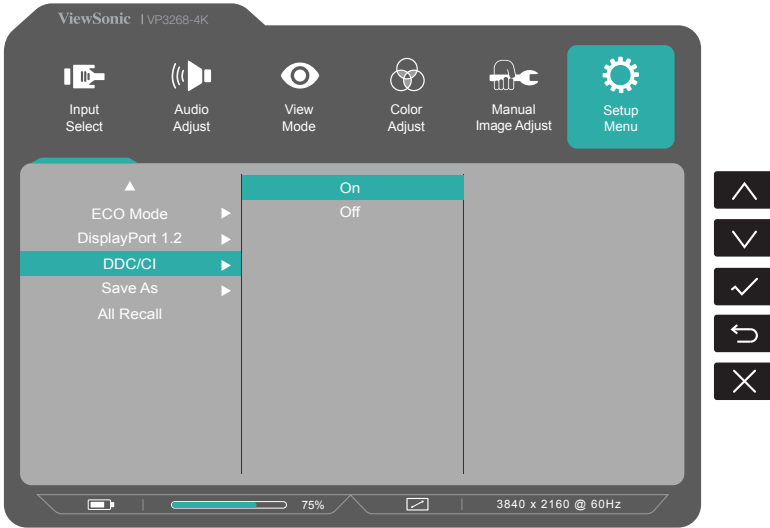 ViewSonic | VP3268-4K
Input
Select
Audio
Adjust
View
Mode
Color
Adjust
Manual
Image Adjust
Setup
Menu
ECO Mode
DisplayPort 1.2
DDC/CI
Save As
All Recall
On
Off
75%
3840 x 2160 @ 60Hz